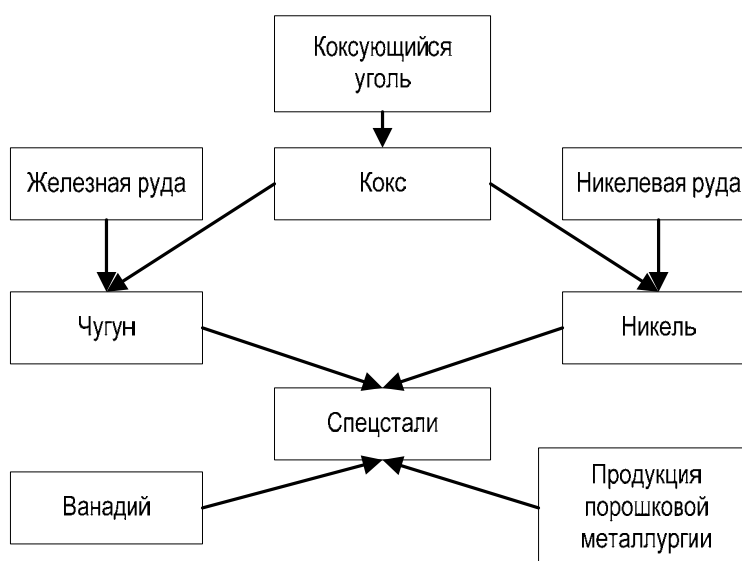 Коксующийся
уголь
Железная руда
Кокс
Никелевая руда
Чугун
Никель
Спецстали
Ванадий
Продукция
порошковой
металлургии